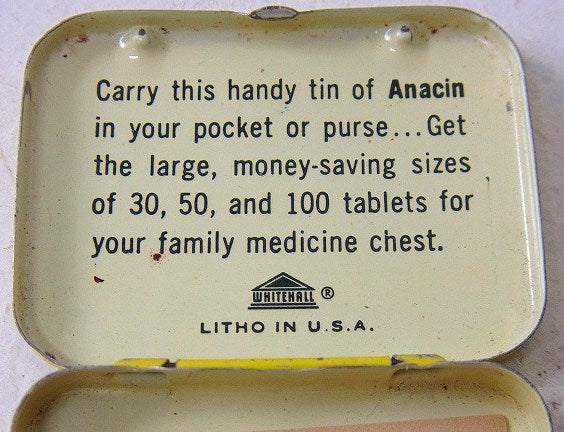 Carry this handy tin of Anacin
in your pocket or purse...Get
the large, money-saving sizes
of 30, 50, and 100 tablets for
your family medicine chest.
WHITEHALL ®
LITHO IN U.S.A.